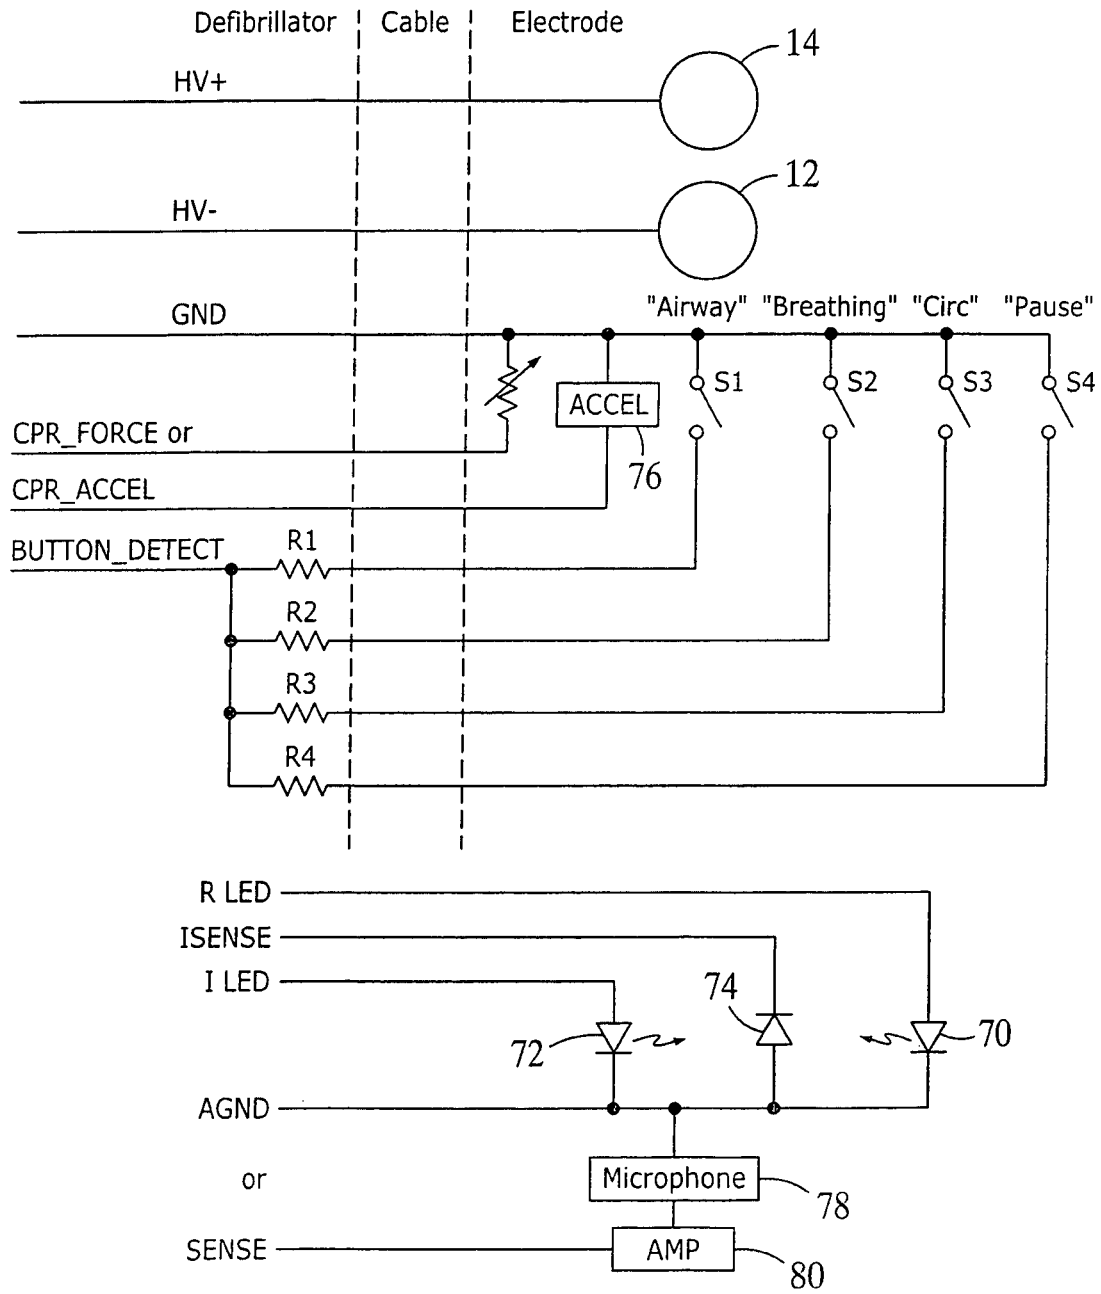 Defibrillator Cable Electrode
14
HV+
12
HV-
GND
"Airway" "Breathing" "Circ" "Pause"
S1 S2 S3 S4
ACCEL
CPR_FORCE or
76
CPR_ACCEL
BUTTON_DETECT R1
R2
R3
R4
R LED
ISENSE
I LED
74
72
70
AGND
or
Microphone
78
SENSE
AMP
80